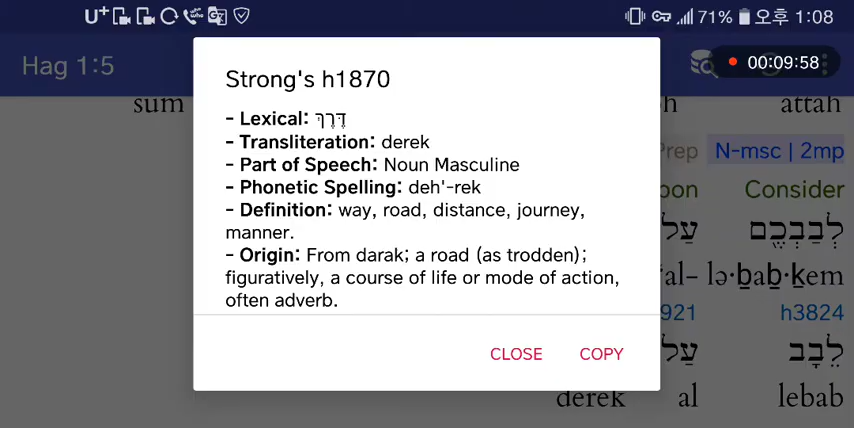 U+ 71% 오후 1:08
Hag 1:5
00:09:58
Strong's h1870
- Lexical: דֶּרֶךְ
- Transliteration: derek
- Part of Speech: Noun Masculine
- Phonetic Spelling: deh'-rek
- Definition: way, road, distance, journey,
manner.
- Origin: From darak; a road (as trodden);
figuratively, a course of life or mode of action,
often adverb.
CLOSE COPY
sum attah
Prep N-msc | 2mp
Consider
לְבַבְכֶ֖ם עַל
al- lə·ḇaḇ·ḵem
921 h3824
לֵבָב עַל
derek al lebab